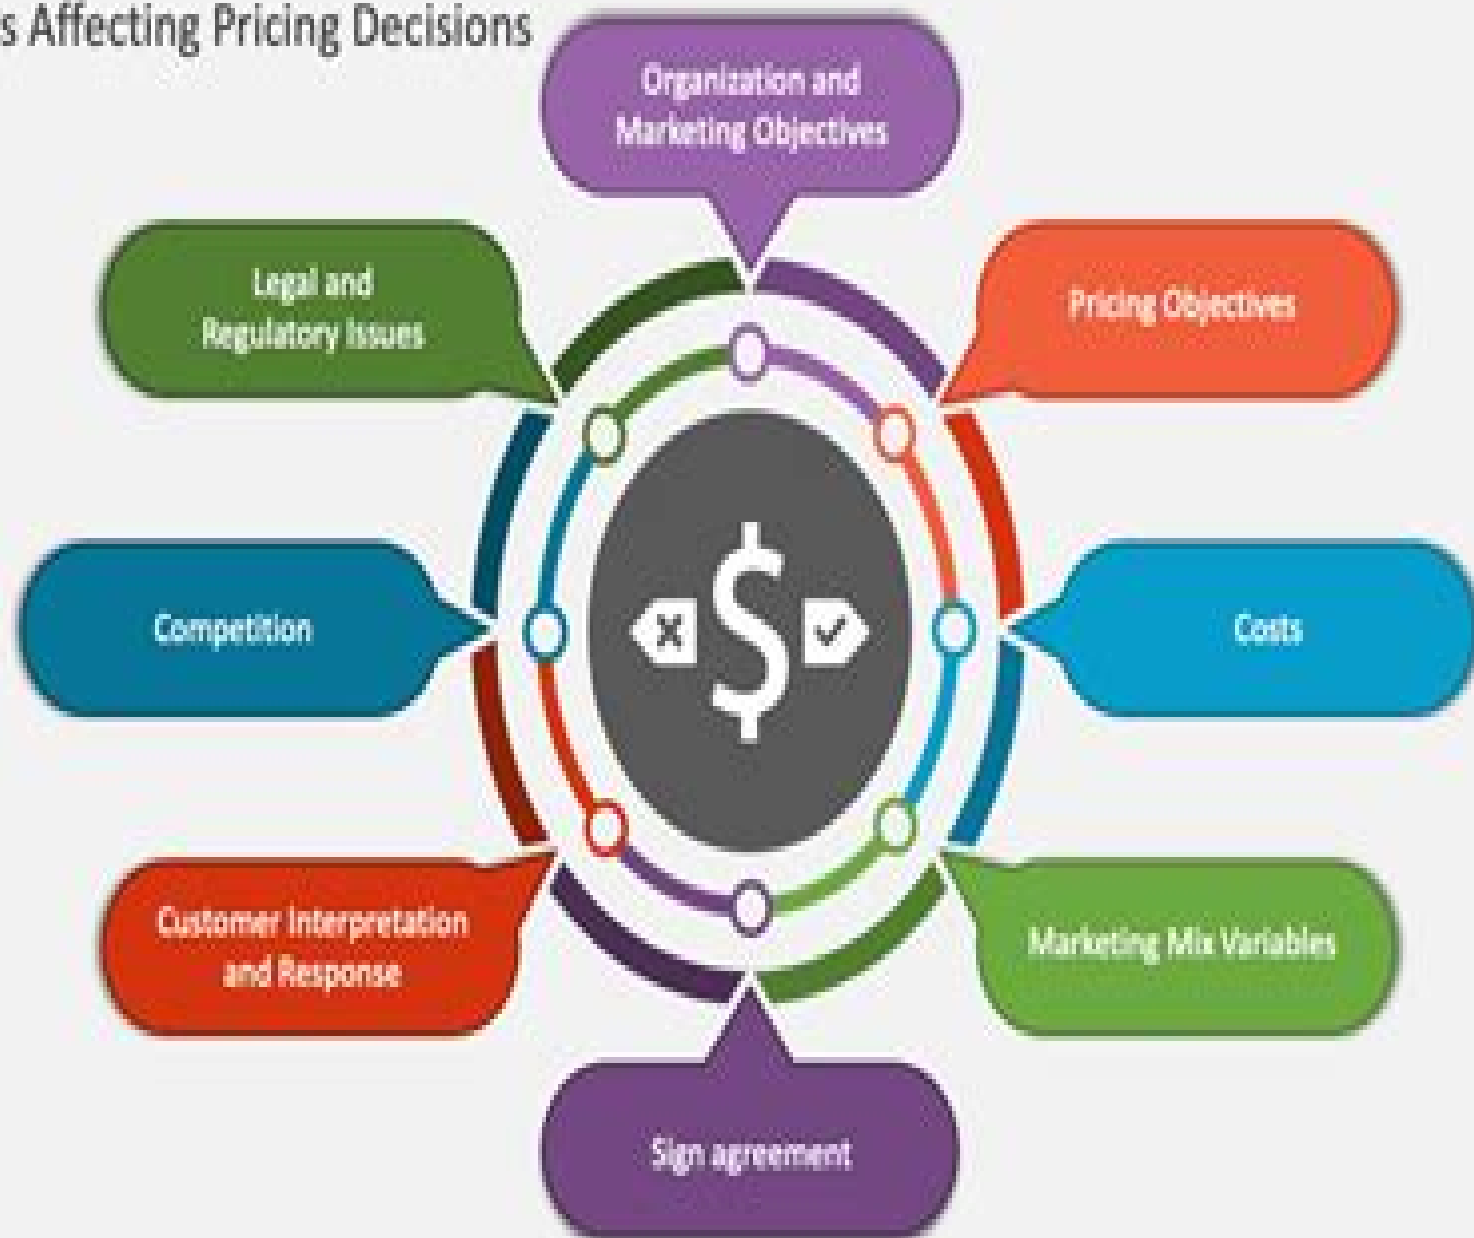 s Affecting Pricing Decisions
Organization and
Marketing Objectives
Legal and
Regulatory Issues
Pricing Objectives
Competition
$
Costs
Customer Interpretation
and Response
Marketing Mix Variables
Sign agreement